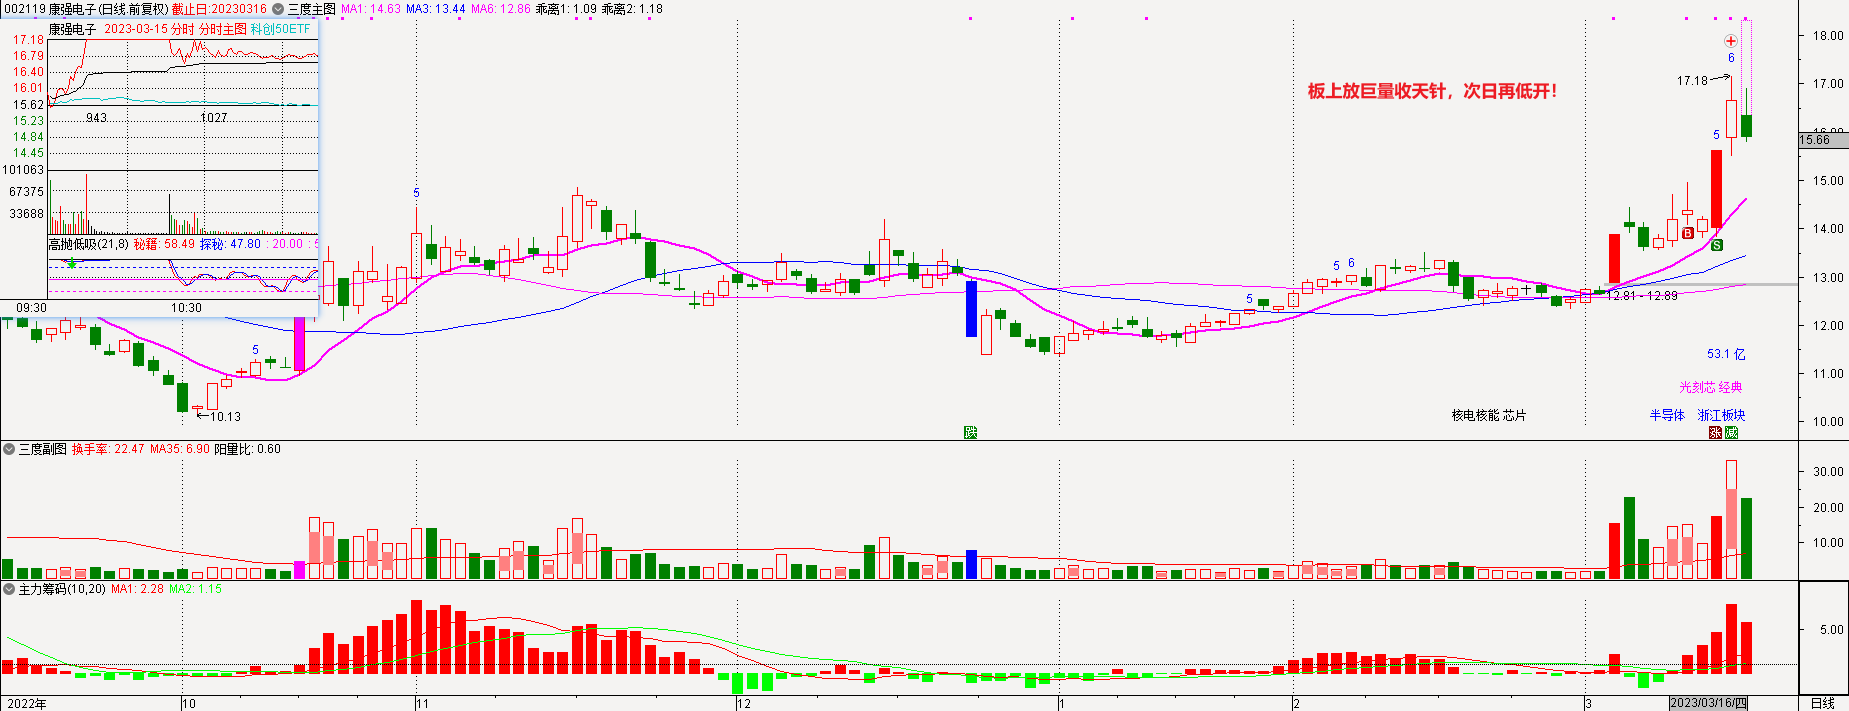 002119 康强电子(日线.前复权) 截止日:20230316 三度主图 MA1: 14.63 MA3: 13.44 MA6: 12.86 乖离1: 1.09 乖离2: 1.18
康强电子 2023-03-15 分时 分时主图 科创50ETF
17.18
16.79
16.40
16.01
15.62
15.23
14.84
14.45
943 1027
101063
67375
33688
高抛低吸(21,8) 秘籍: 58.49 探秘: 47.80 : 20.00 : 5
09:30 10:30
板上放巨量收天针，次日再低开！
18.00
17.00
16.00
15.66
15.00
14.00
13.00
12.00
11.00
10.00
6
17.18
5
B
S
5
5
5
5 6
10.13
12.81 - 12.89
53.1 亿
光刻芯 经典
核电核能 芯片 半导体 浙江板块
跌 涨 减
三度副图 换手率: 22.47 MA35: 6.90 阳量比: 0.60
30.00
20.00
10.00
主力筹码(10,20) MA1: 2.28 MA2: 1.15
5.00
2022年 10 11 12 1 2 3 2023/03/16/四 日线